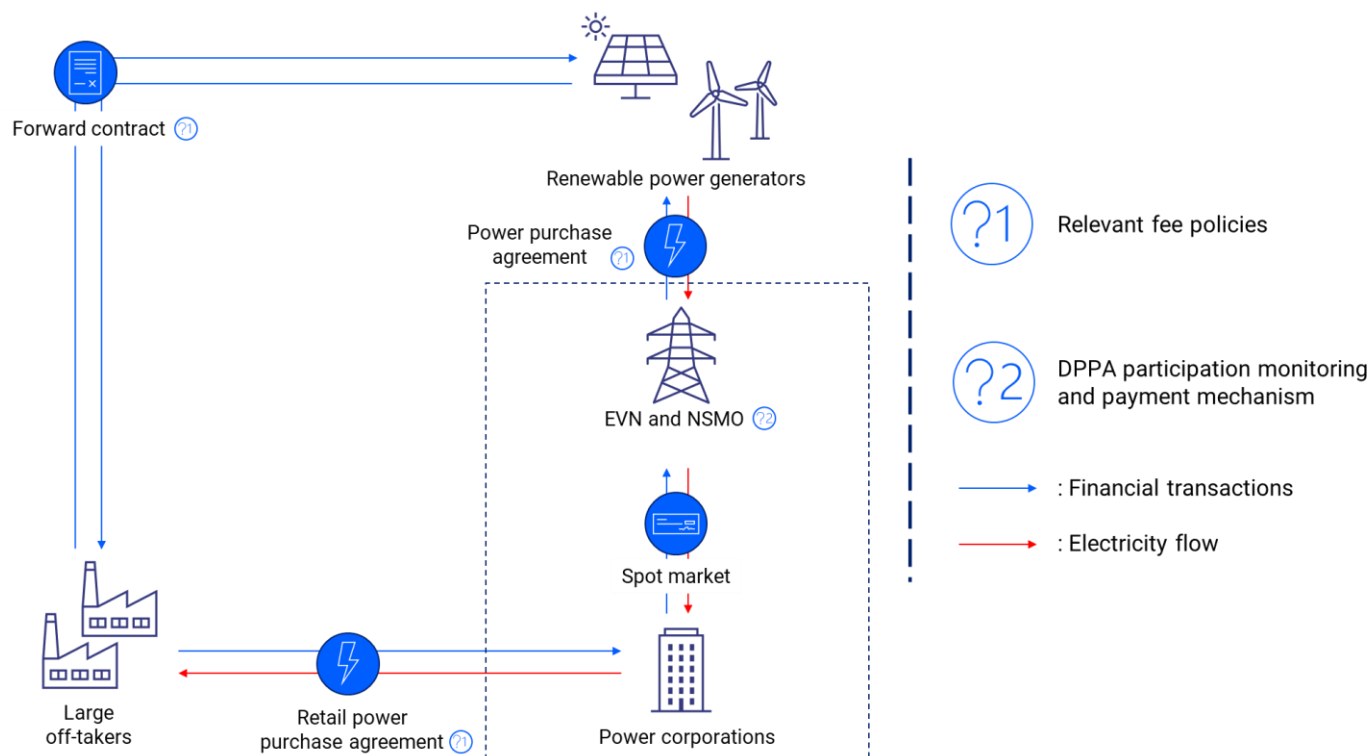 Forward contract ?1
Renewable power generators
Power purchase
agreement ?1
EVN and NSMO ?2
Spot market
Large
off-takers
Retail power
purchase agreement ?1
Power corporations
?1 Relevant fee policies
?2 DPPA participation monitoring
and payment mechanism
: Financial transactions
: Electricity flow